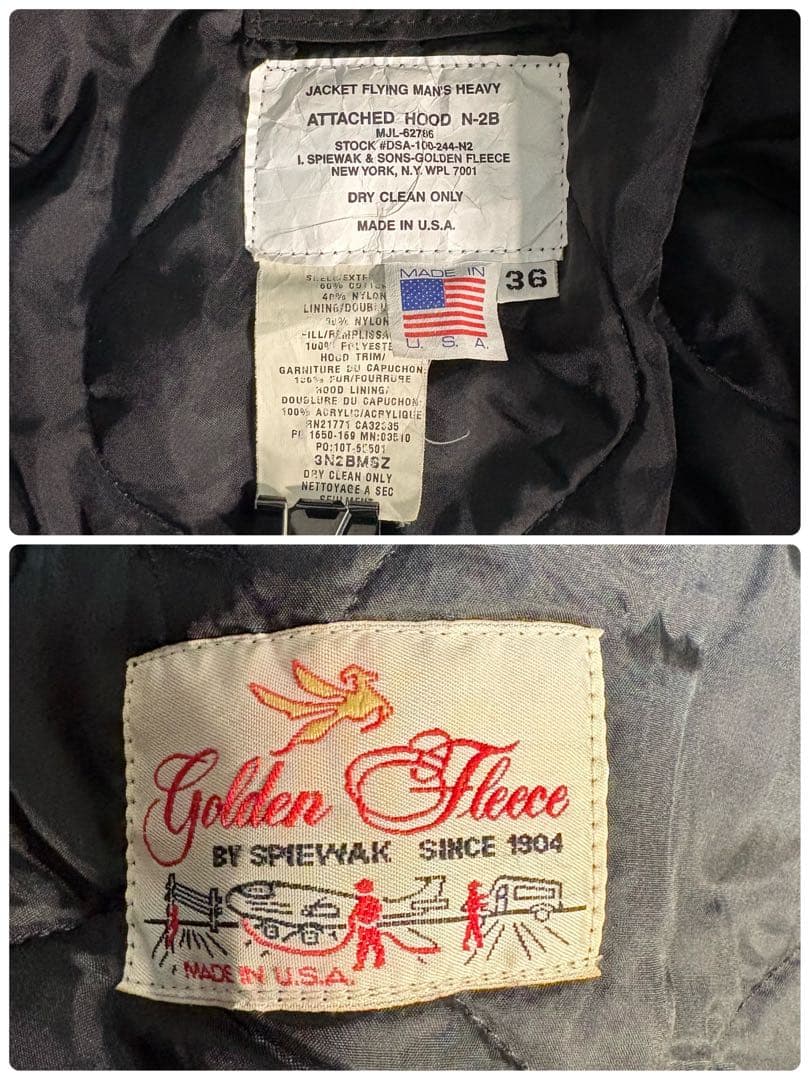 JACKET FLYING MAN'S HEAVY
ATTACHED HOOD N-2B
MJL-62786
STOCK #DSA-100-244-N2
I. SPIEWAK & SONS-GOLDEN FLEECE
NEW YORK, N.Y. WPL 7001
DRY CLEAN ONLY
MADE IN U.S.A.
MADE IN
U. S. A.
36
40% NYLON
LINING/DOUBL
NYLON
100% POLYESTE
HOOD TRIM/
GARNITURE DU CAPUCHON
100% FUR/FOURRURE
HOOD LINING/
DOUBLURE DU CAPUCHON:
100% ACRYLIC/ACRYLIQUE
RN21771
3N2BMSZ
DRY CLEAN ONLY
NETTOYAGE A SEC
SEULMENT
Golden Fleece
BY SPIEWAK SINCE 1904
MADE IN U.S.A.